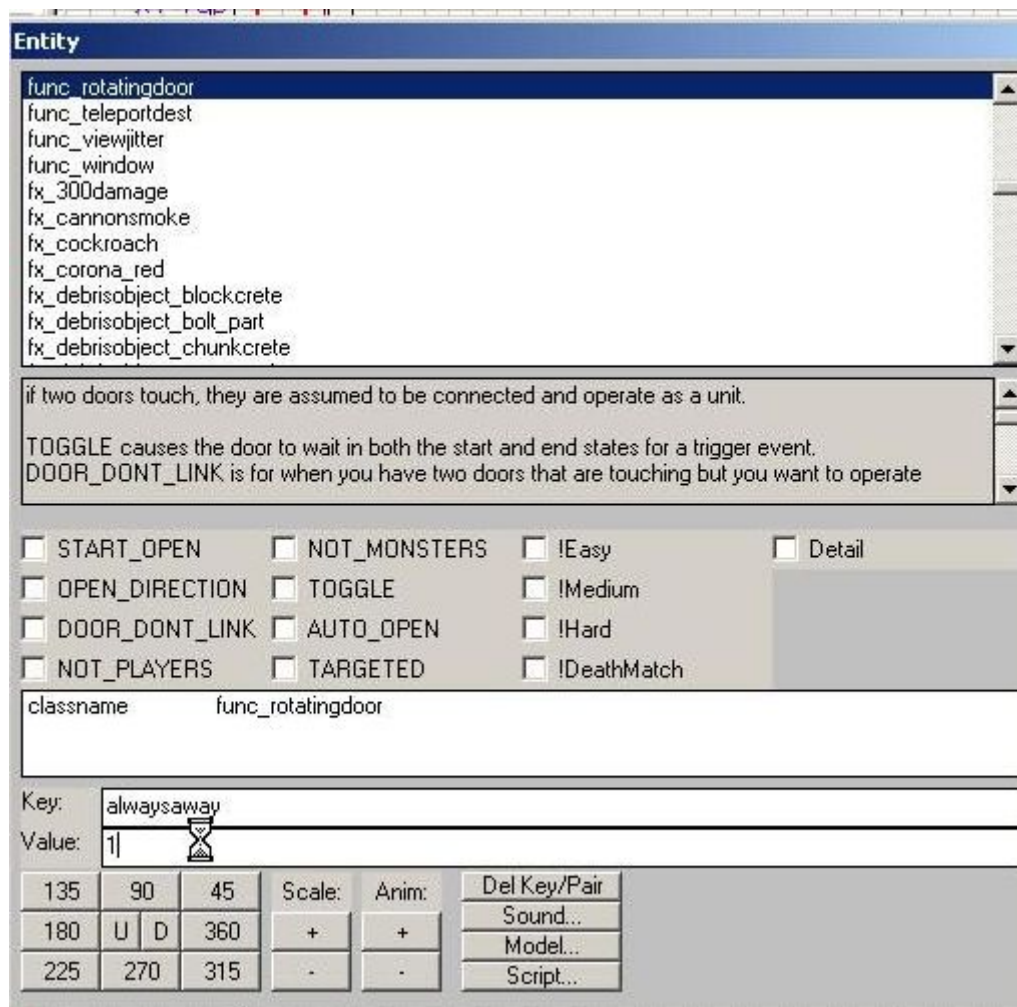 Entity
func_rotatingdoor
func_teleportdest
func_viewjitter
func_window
fx_300damage
fx_cannonsmoke
fx_cockroach
fx_corona_red
fx_debrisobject_blockcrete
fx_debrisobject_bolt_part
fx_debrisobject_chunkcrete
if two doors touch, they are assumed to be connected and operate as a unit.
TOGGLE causes the door to wait in both the start and end states for a trigger event.
DOOR_DONT_LINK is for when you have two doors that are touching but you want to operate
START_OPEN NOT_MONSTERS !Easy Detail
OPEN_DIRECTION TOGGLE !Medium
DOOR_DONT_LINK AUTO_OPEN !Hard
NOT_PLAYERS TARGETED !DeathMatch
classname func_rotatingdoor
Key: alwaysaway
Value: 1
135 90 45 Scale: Anim: Del Key/Pair
Sound...
180 U D 360 + + Model...
225 270 315 - - Script...